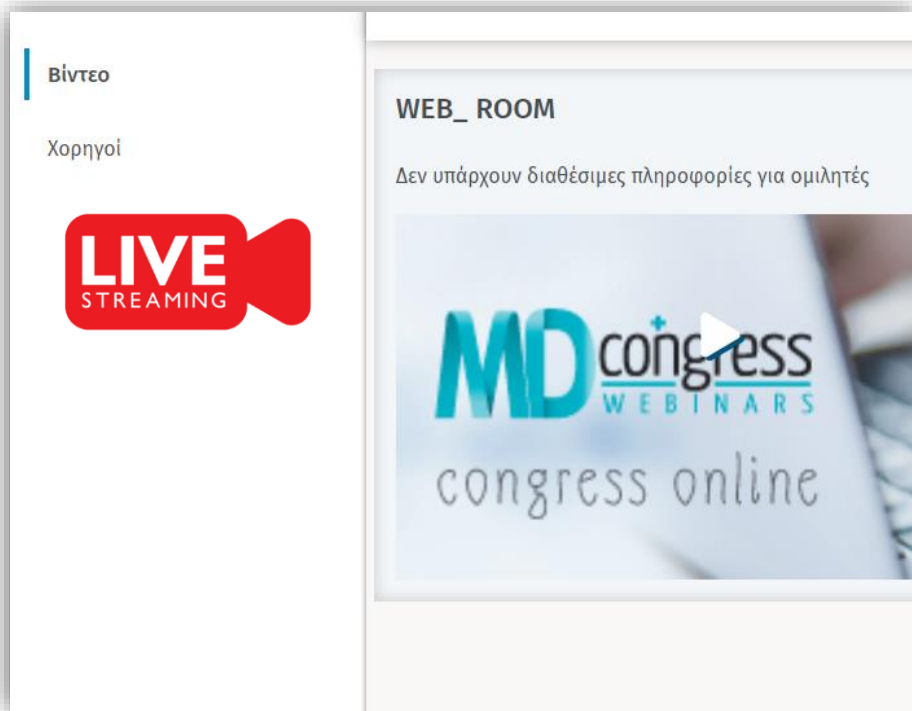 Βίντεο
Χορηγοί
LIVE
STREAMING
WEB_ ROOM
Δεν υπάρχουν διαθέσιμες πληροφορίες για ομιλητές
MD congress
WEBINARS
congress online